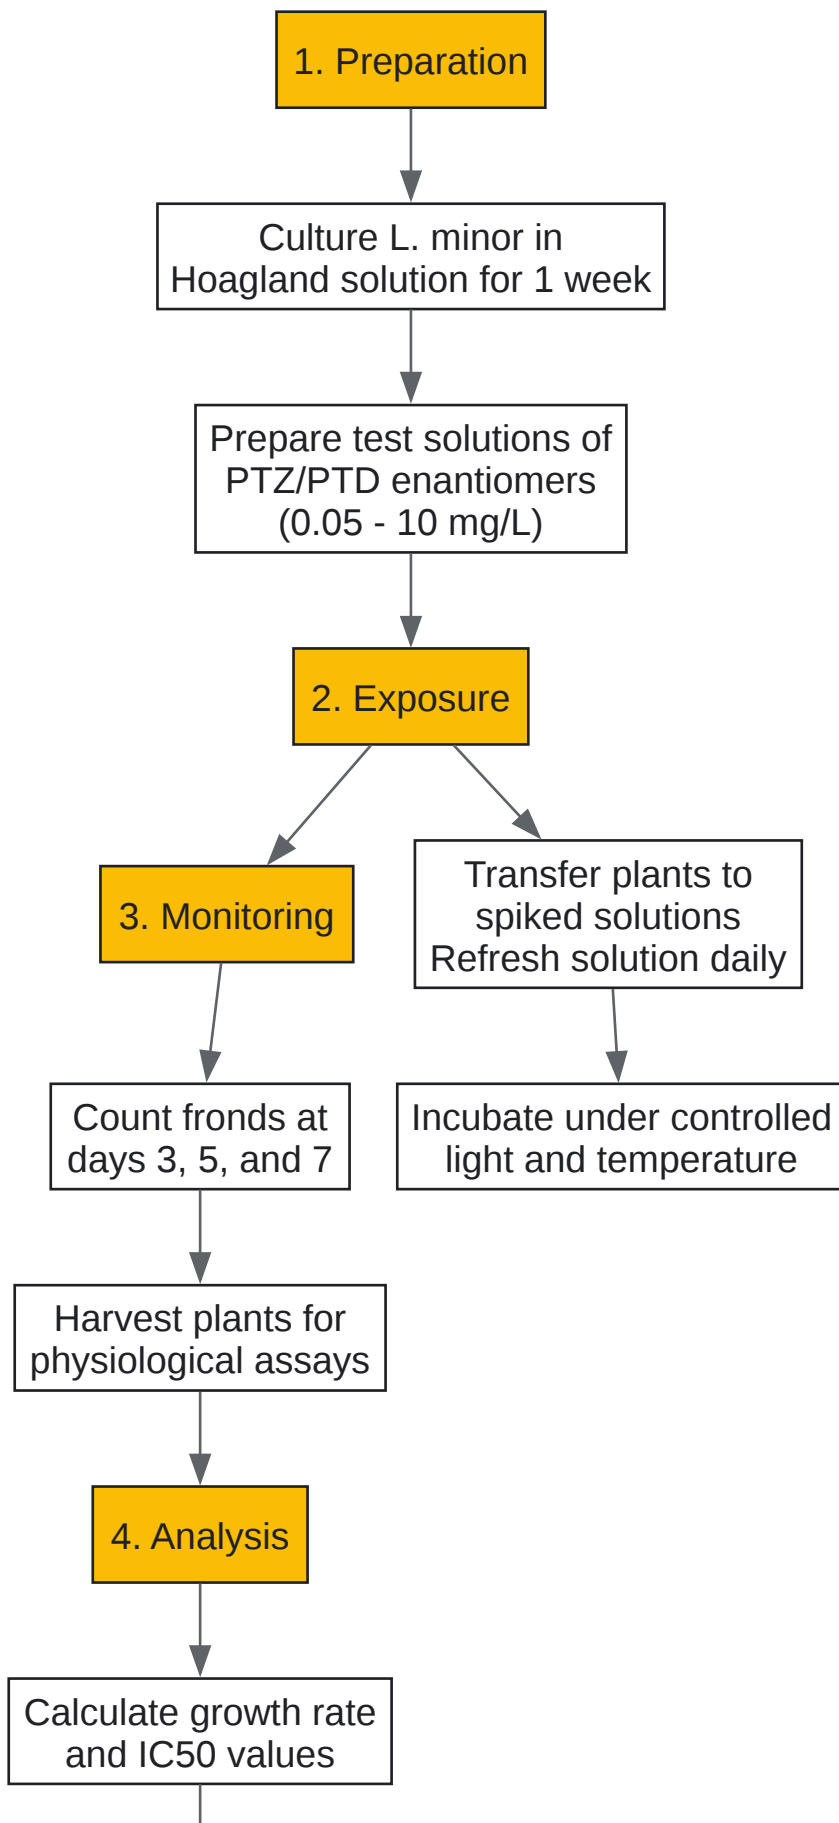 1. Preparation
Culture L. minor in
Hoagland solution for 1 week
Prepare test solutions of
PTZ/PTD enantiomers
(0.05 - 10 mg/L)
2. Exposure
3. Monitoring
Transfer plants to
spiked solutions
Refresh solution daily
Count fronds at
days 3, 5, and 7
Incubate under controlled
light and temperature
Harvest plants for
physiological assays
4. Analysis
Calculate growth rate
and IC50 values